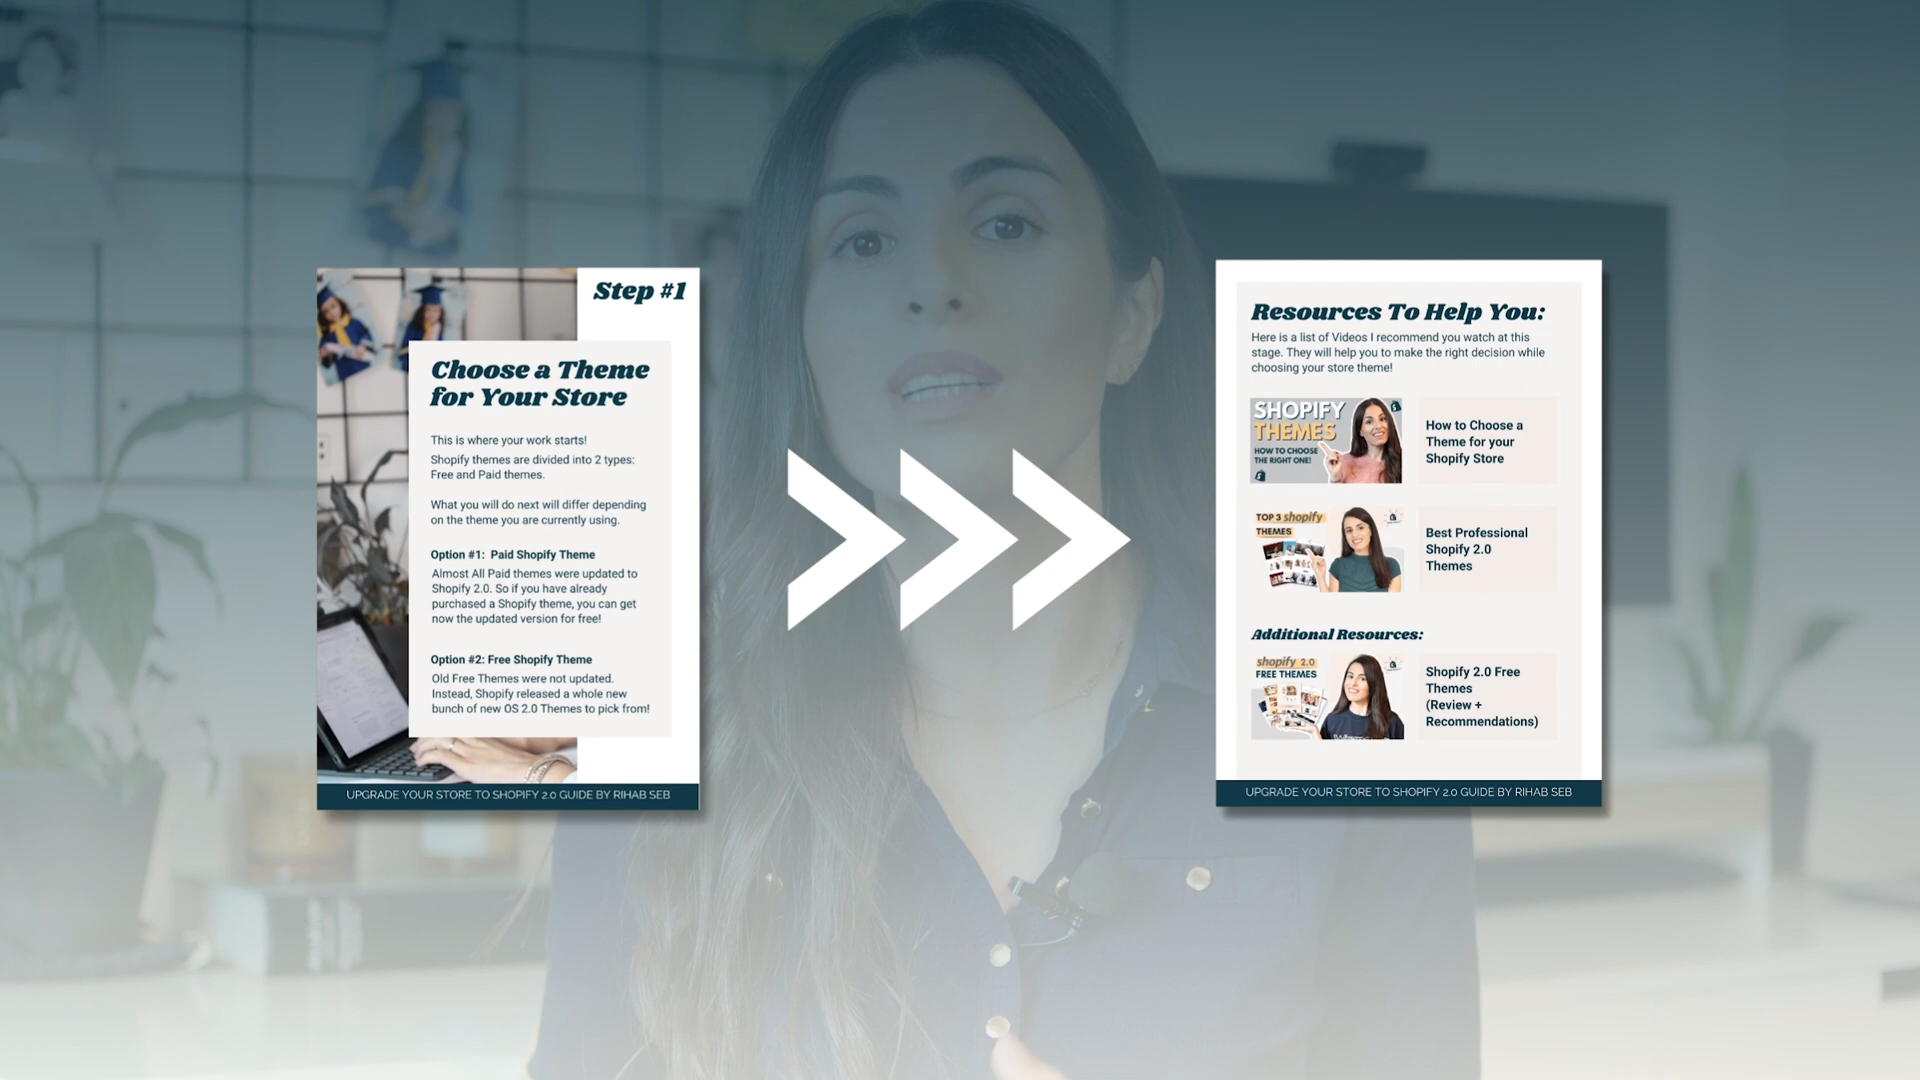 Step #1
Choose a Theme
for Your Store
This is where your work starts!
Shopify themes are divided into 2 types:
Free and Paid themes.
What you will do next will differ depending
on the theme you are currently using.
Option #1: Paid Shopify Theme
Almost All Paid themes were updated to
Shopify 2.0. So if you have already
purchased a Shopify theme, you can get
now the updated version for free!
Option #2: Free Shopify Theme
Old Free Themes were not updated.
Instead, Shopify released a whole new
bunch of new OS 2.0 Themes to pick from!
UPGRADE YOUR STORE TO SHOPIFY 2.0 GUIDE BY RIHAB SEB
Resources To Help You:
Here is a list of Videos I recommend you watch at this
stage. They will help you to make the right decision while
choosing your store theme!
SHOPIFY
THEMES
HOW TO CHOOSE
THE RIGHT ONE!
How to Choose a
Theme for your
Shopify Store
TOP 3 shopify
THEMES
Best Professional
Shopify 2.0
Themes
Additional Resources:
shopify 2.0
FREE THEMES
Shopify 2.0 Free
Themes
(Review +
Recommendations)
UPGRADE YOUR STORE TO SHOPIFY 2.0 GUIDE BY RIHAB SEB